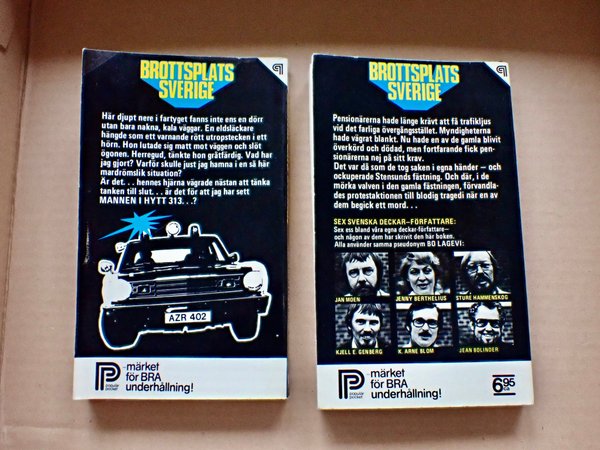 BROTTSPLATS
SVERIGE
Här djupt nere i fartyget fanns inte ens en dörr
utan bara nakna, kala väggar. En eldsläckare
hängde som ett varnande rött utropstecken i ett
hörn. Hon lutade sig matt mot väggen och slöt
ögonen. Herregud, tänkte hon gråtfärdig. Vad har
jag gjort? Varför skulle just jag hamna i en så här
mardrömslik situation?
Är det. . . hennes hjärna vägrade nästan att tänka
tanken till slut. . . är det för att jag har sett
MANNEN I HYTT 313. . .?
AZR 402
P
populär
pocket
-märket
för BRA
underhållning!
BROTTSPLATS
SVERIGE
Pensionärerna hade länge krävt att få trafikljus
vid det farliga övergångsstället. Myndigheterna
hade vägrat blankt. Nu hade en av de gamla blivit
överkörd och dödad, men fortfarande fick pen-
sionärerna nej på sitt krav.
Det var då som de tog saken i egna händer — och
ockuperade Stensunds fästning. Och där, i de
mörka valven i den gamla fästningen, förvandla-
des protestaktionen till blodig tragedi när en av
dem begick ett mord. . .
SEX SVENSKA DECKAR-FÖRFATTARE:
Sex ess bland våra egna deckar-författare—
och någon av dem har skrivit den här boken.
Alla använder samma pseudonym BO LAGEVI:
JAN MOEN
JENNY BERTHELIUS
STURE HAMMENSKOG
KJELL E. GENBERG
K. ARNE BLOM
JEAN BOLINDER
P
populär
pocket
-märket
för BRA
underhållning!
6:95
ca